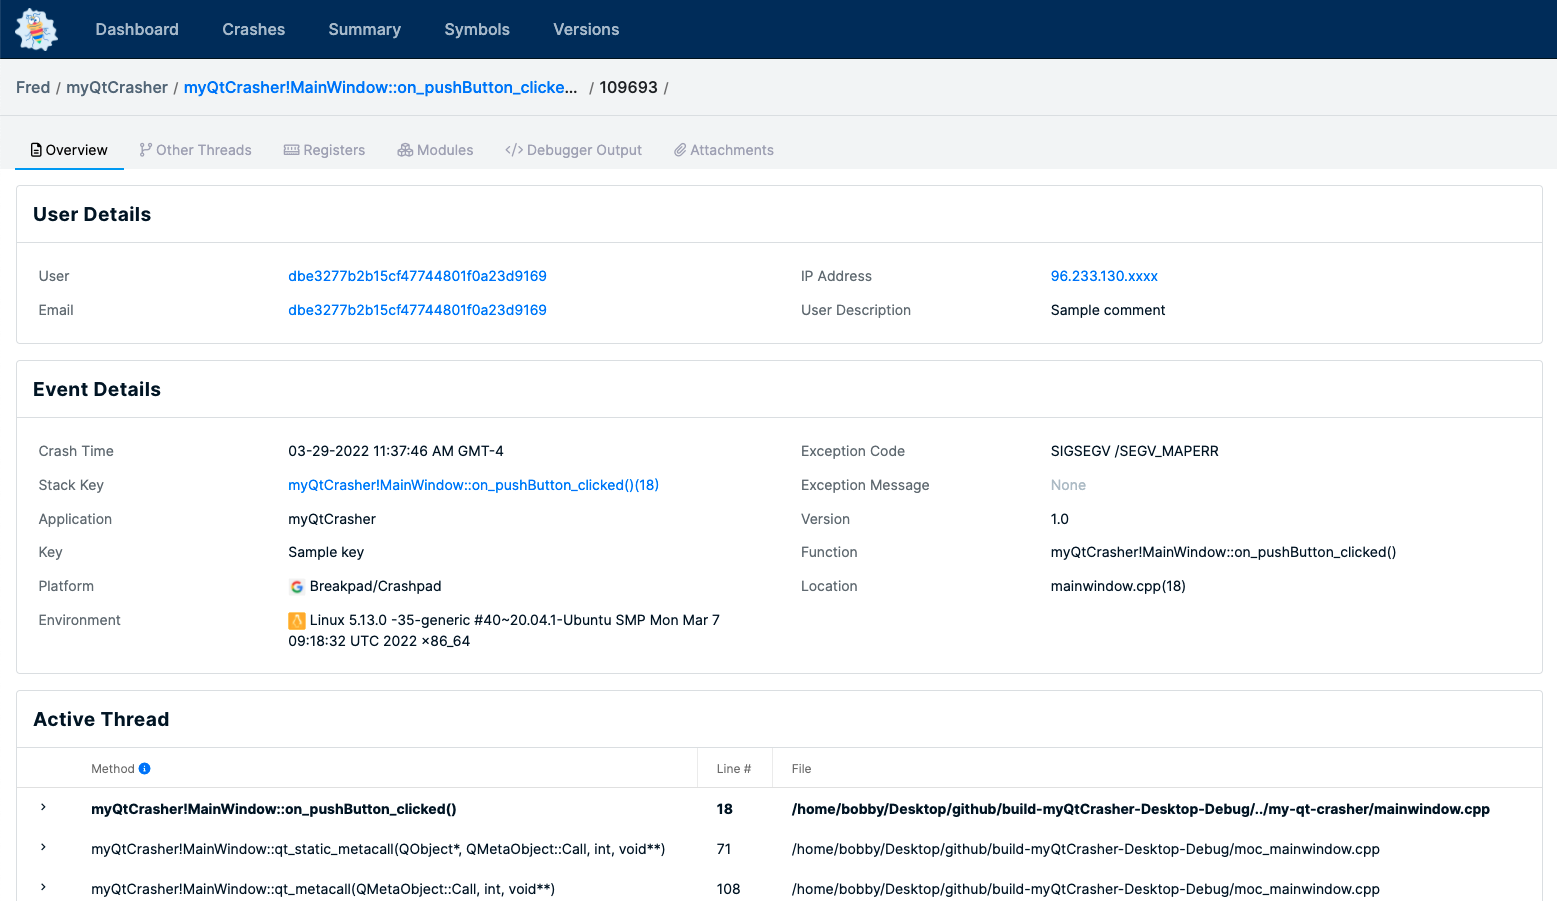 Dashboard Crashes Summary Symbols Versions
Fred / myQtCrasher / myQtCrasher!MainWindow::on_pushButton_clicke... / 109693 /
Overview Other Threads Registers Modules </> Debugger Output Attachments
User Details
User dbe3277b2b15cf47744801f0a23d9169 IP Address 96.233.130.xxxx
Email dbe3277b2b15cf47744801f0a23d9169 User Description Sample comment
Event Details
Crash Time 03-29-2022 11:37:46 AM GMT-4 Exception Code SIGSEGV /SEGV_MAPERR
Stack Key myQtCrasher!MainWindow::on_pushButton_clicked()(18) Exception Message None
Application myQtCrasher Version 1.0
Key Sample key Function myQtCrasher!MainWindow::on_pushButton_clicked()
Platform Breakpad/Crashpad Location mainwindow.cpp(18)
Environment Linux 5.13.0 -35-generic #40~20.04.1-Ubuntu SMP Mon Mar 7
09:18:32 UTC 2022 ×86_64
Active Thread
Method Line # File
myQtCrasher!MainWindow::on_pushButton_clicked() 18 /home/bobby/Desktop/github/build-myQtCrasher-Desktop-Debug/../my-qt-crasher/mainwindow.cpp
myQtCrasher!MainWindow::qt_static_metacall(QObject*, QMetaObject::Call, int, void**) 71 /home/bobby/Desktop/github/build-myQtCrasher-Desktop-Debug/moc_mainwindow.cpp
myQtCrasher!MainWindow::qt_metacall(QMetaObject::Call, int, void**) 108 /home/bobby/Desktop/github/build-myQtCrasher-Desktop-Debug/moc_mainwindow.cpp